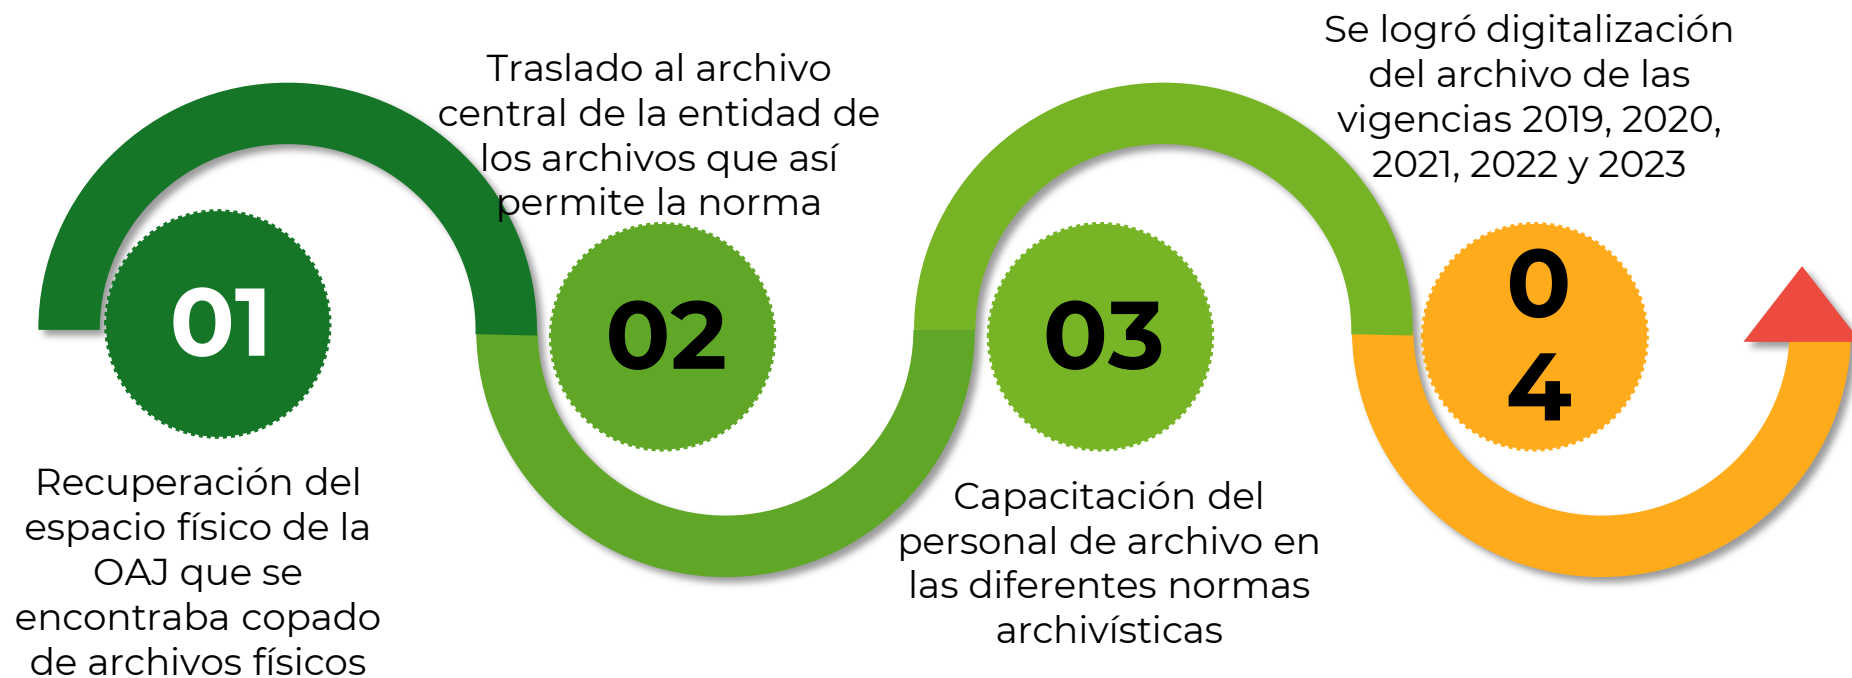 01
Recuperación del
espacio físico de la
OAJ que se
encontraba copado
de archivos físicos
Traslado al archivo
central de la entidad de
los archivos que así
permite la norma
02
03
Capacitación del
personal de archivo en
las diferentes normas
archivísticas
Se logró digitalización
del archivo de las
vigencias 2019, 2020,
2021, 2022 y 2023
0
4